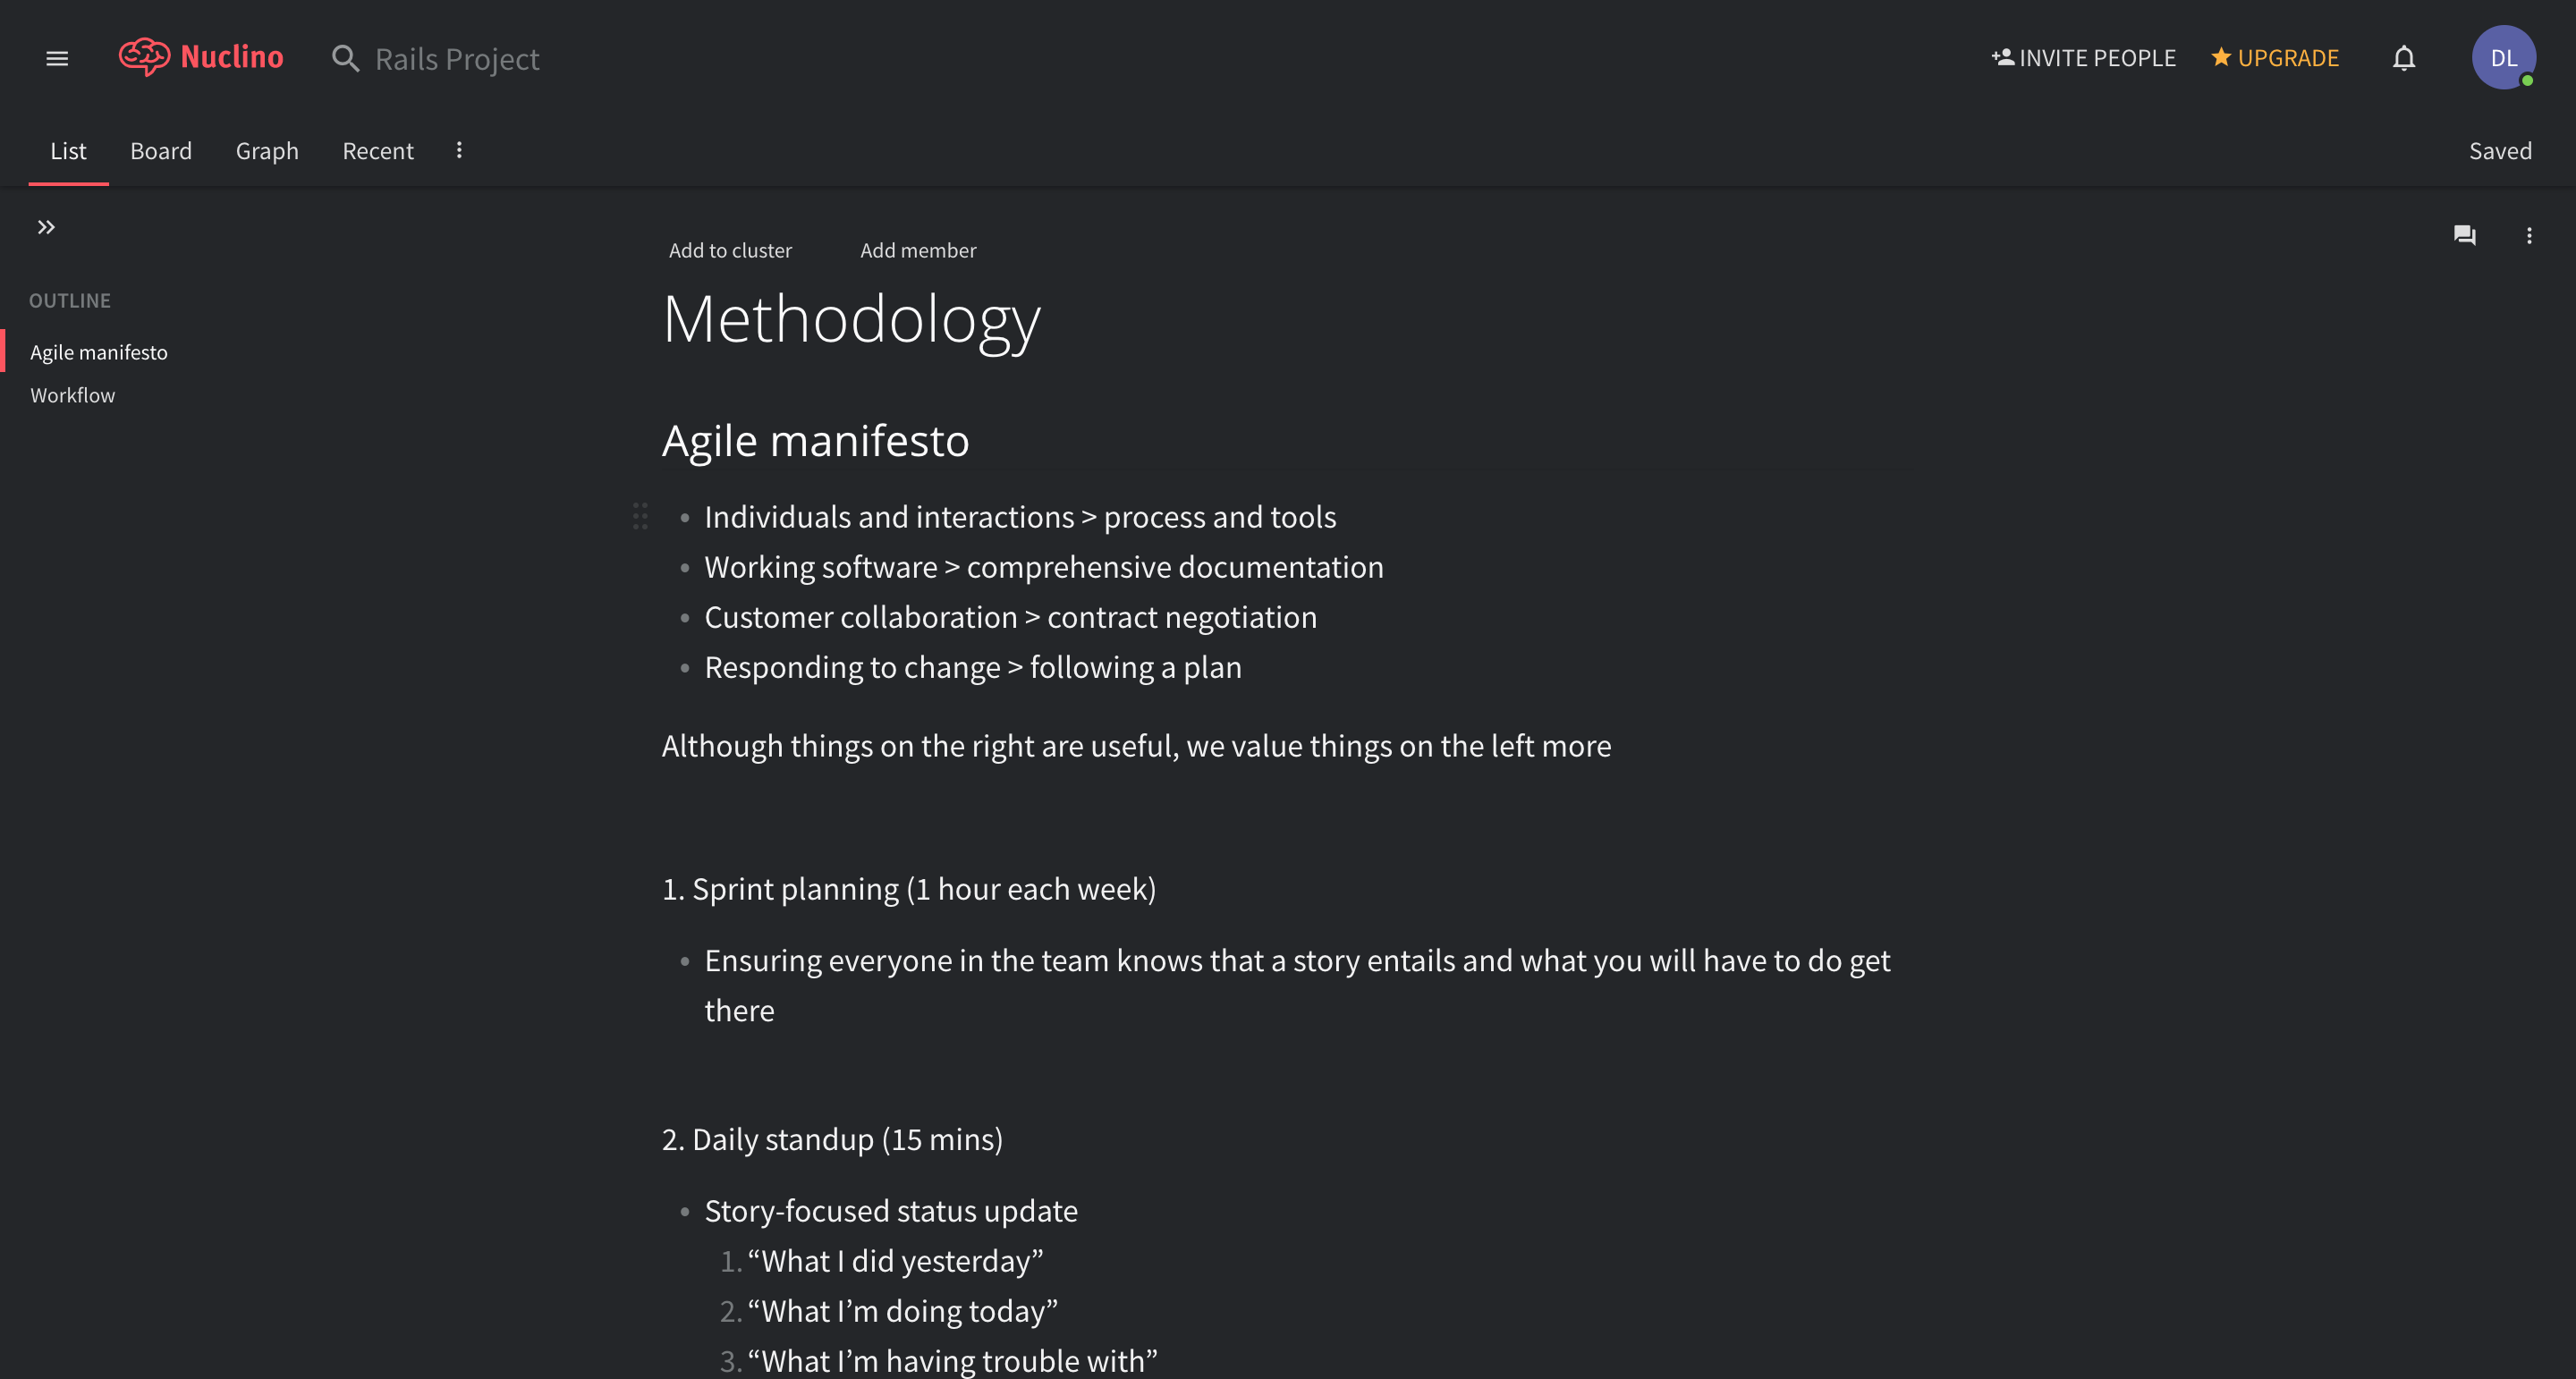 Nuclino
Rails Project
INVITE PEOPLE
UPGRADE
DL
List
Board
Graph
Recent
Saved
OUTLINE
Agile manifesto
Workflow
Add to cluster
Add member
Methodology
Agile manifesto
• Individuals and interactions > process and tools
• Working software > comprehensive documentation
• Customer collaboration > contract negotiation
• Responding to change > following a plan
Although things on the right are useful, we value things on the left more
1. Sprint planning (1 hour each week)
• Ensuring everyone in the team knows that a story entails and what you will have to do get
there
2. Daily standup (15 mins)
• Story-focused status update
1. “What I did yesterday”
2. “What I’m doing today”
3. “What I’m having trouble with”